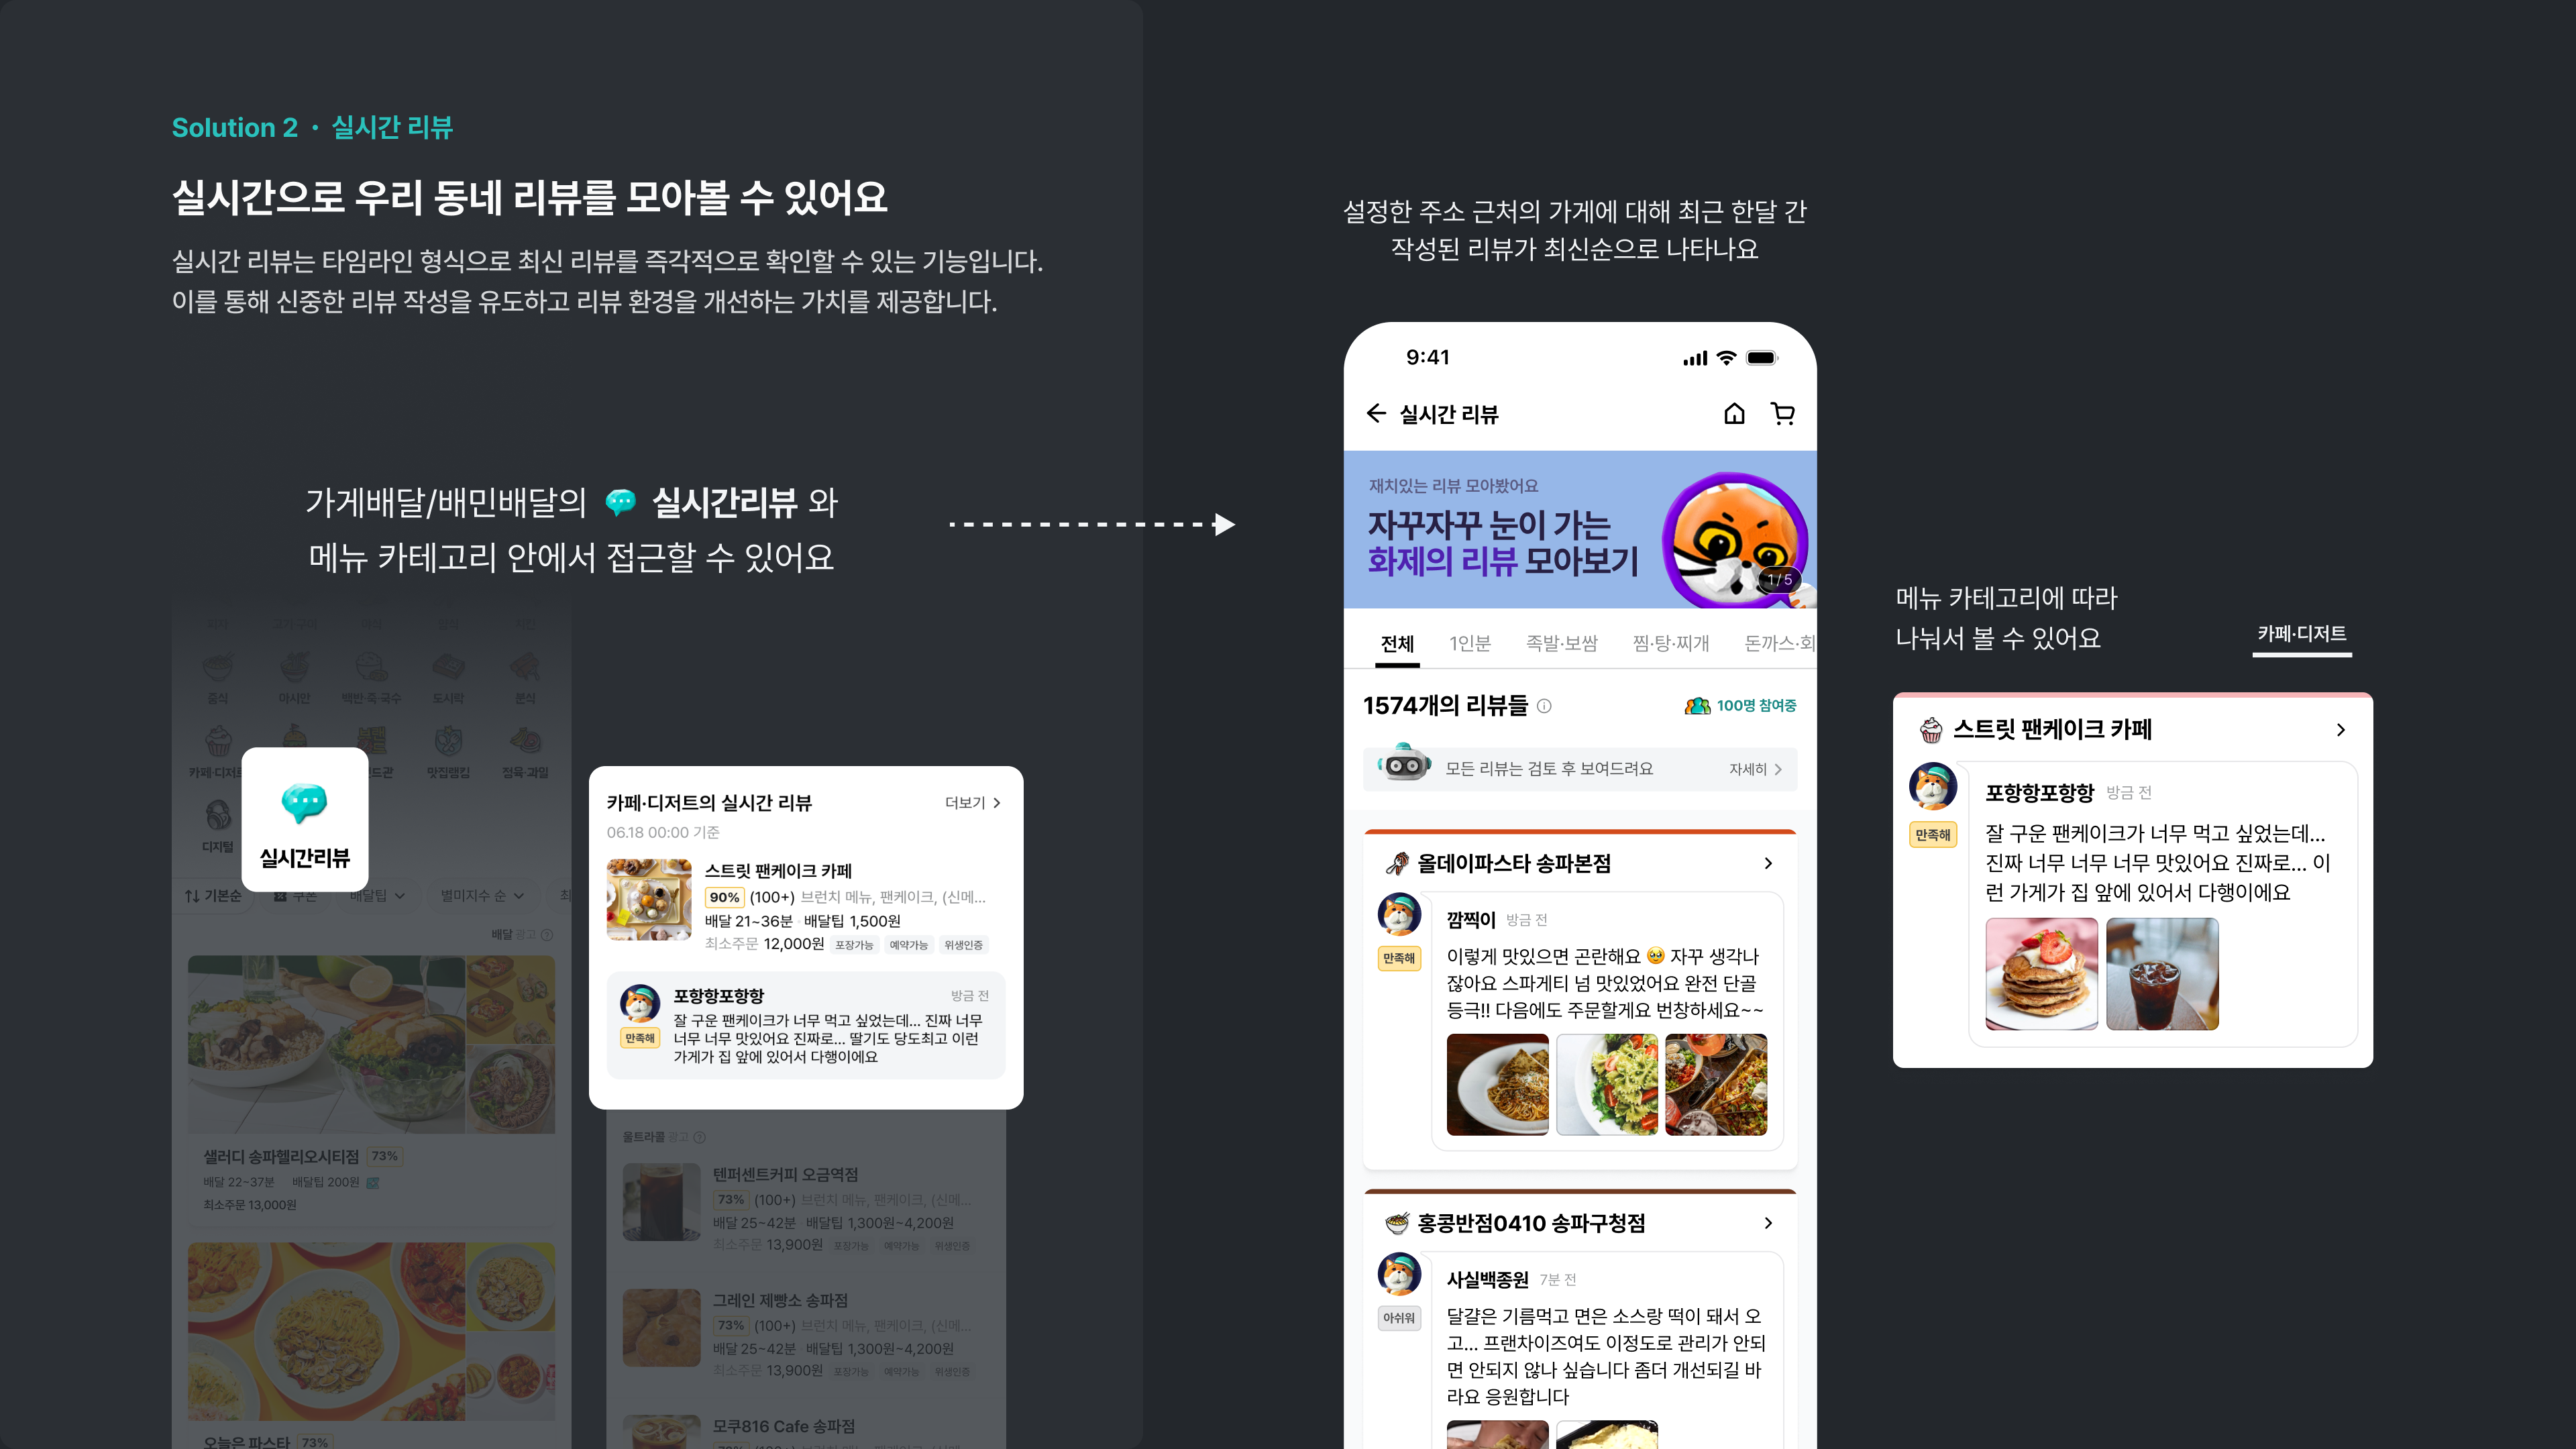 Solution 2 · 실시간 리뷰
실시간으로 우리 동네 리뷰를 모아볼 수 있어요
실시간 리뷰는 타임라인 형식으로 최신 리뷰를 즉각적으로 확인할 수 있는 기능입니다.
이를 통해 신중한 리뷰 작성을 유도하고 리뷰 환경을 개선하는 가치를 제공합니다.
가게배달/배민배달의 실시간리뷰 와
메뉴 카테고리 안에서 접근할 수 있어요
중식 아시안 백반·죽·국수 도시락 분식
카페·디저트 맛집랭킹 정육·과일
디지털
실시간리뷰
기본순 쿠폰 배달팁 별미지수 순 최
배달 광고
샐러디 송파헬리오시티점 73%
배달 22~37분 배달팁 200원
최소주문 13,000원
오늘은 파스타 73%
카페·디저트의 실시간 리뷰 더보기
06.18 00:00 기준
스트릿 팬케이크 카페
90% (100+) 브런치 메뉴, 팬케이크, (신메...
배달 21~36분 배달팁 1,500원
최소주문 12,000원 포장가능 예약가능 위생인증
포항항포항항 방금 전
만족해
잘 구운 팬케이크가 너무 먹고 싶었는데... 진짜 너무
너무 너무 맛있어요 진짜로... 딸기도 당도최고 이런
가게가 집 앞에 있어서 다행이에요
울트라콜 광고
텐퍼센트커피 오금역점
73% (100+) 브런치 메뉴, 팬케이크, (신메...
배달 25~42분 배달팁 1,300원~4,200원
최소주문 13,900원 포장가능 예약가능 위생인증
그레인 제빵소 송파점
73% (100+) 브런치 메뉴, 팬케이크, (신메...
배달 25~42분 배달팁 1,300원~4,200원
최소주문 13,900원 포장가능 예약가능 위생인증
모쿠816 Cafe 송파점
설정한 주소 근처의 가게에 대해 최근 한달 간
작성된 리뷰가 최신순으로 나타나요
9:41
실시간 리뷰
재치있는 리뷰 모아봤어요
자꾸자꾸 눈이 가는
화제의 리뷰 모아보기
1/5
전체 1인분 족발·보쌈 찜·탕·찌개 돈까스·회
1574개의 리뷰들 100명 참여중
모든 리뷰는 검토 후 보여드려요 자세히
올데이파스타 송파본점
깜찍이 방금 전
만족해
이렇게 맛있으면 곤란해요 🥹 자꾸 생각나
잖아요 스파게티 넘 맛있었어요 완전 단골
등극!! 다음에도 주문할게요 번창하세요~~
홍콩반점0410 송파구청점
사실백종원 7분 전
아쉬워
달걀은 기름먹고 면은 소스랑 떡이 돼서 오
고... 프랜차이즈여도 이정도로 관리가 안되
면 안되지 않나 싶습니다 좀더 개선되길 바
라요 응원합니다
메뉴 카테고리에 따라
나눠서 볼 수 있어요
카페·디저트
스트릿 팬케이크 카페
포항항포항항 방금 전
만족해
잘 구운 팬케이크가 너무 먹고 싶었는데...
진짜 너무 너무 너무 맛있어요 진짜로... 이
런 가게가 집 앞에 있어서 다행이에요